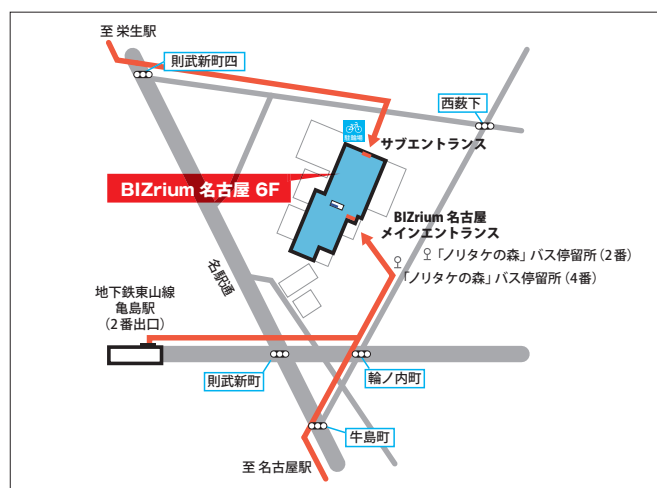 至 栄生駅
則武新町四
西薮下
駐輪場
サブエントランス
BIZrium 名古屋 6F
BIZrium 名古屋
メインエントランス
「ノリタケの森」バス停留所（2番）
「ノリタケの森」バス停留所（4番）
名駅通
地下鉄東山線
亀島駅
（2番出口）
則武新町
輪ノ内町
牛島町
至 名古屋駅